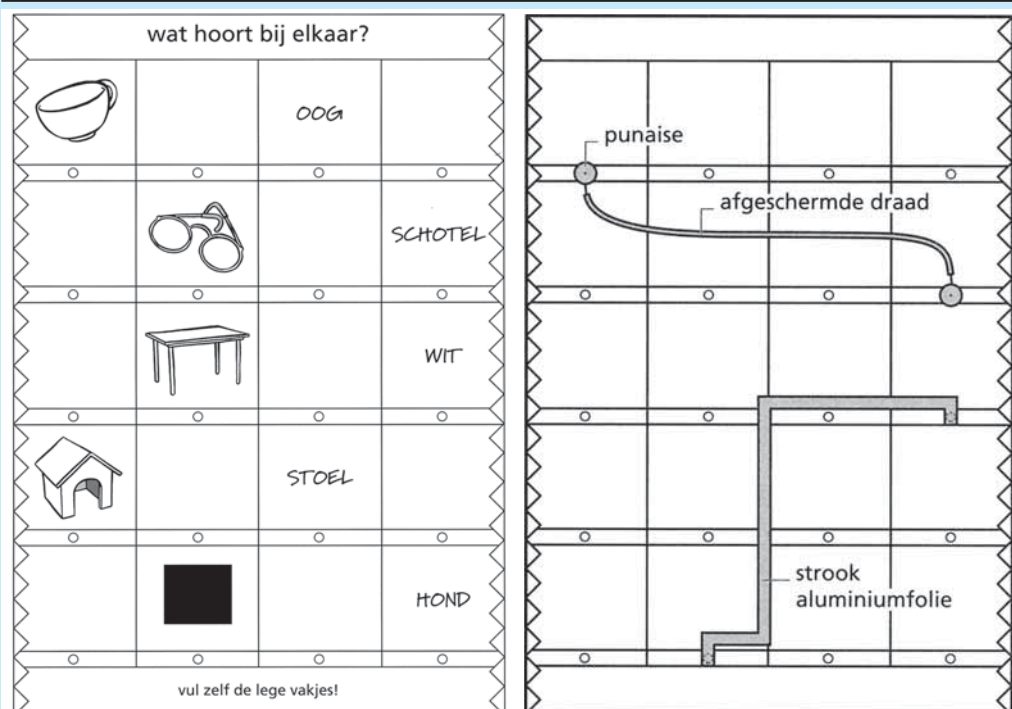 wat hoort bij elkaar?
OOG
SCHOTEL
WIT
STOEL
HOND
vul zelf de lege vakjes!
punaise
afgeschermde draad
strook
aluminiumfolie